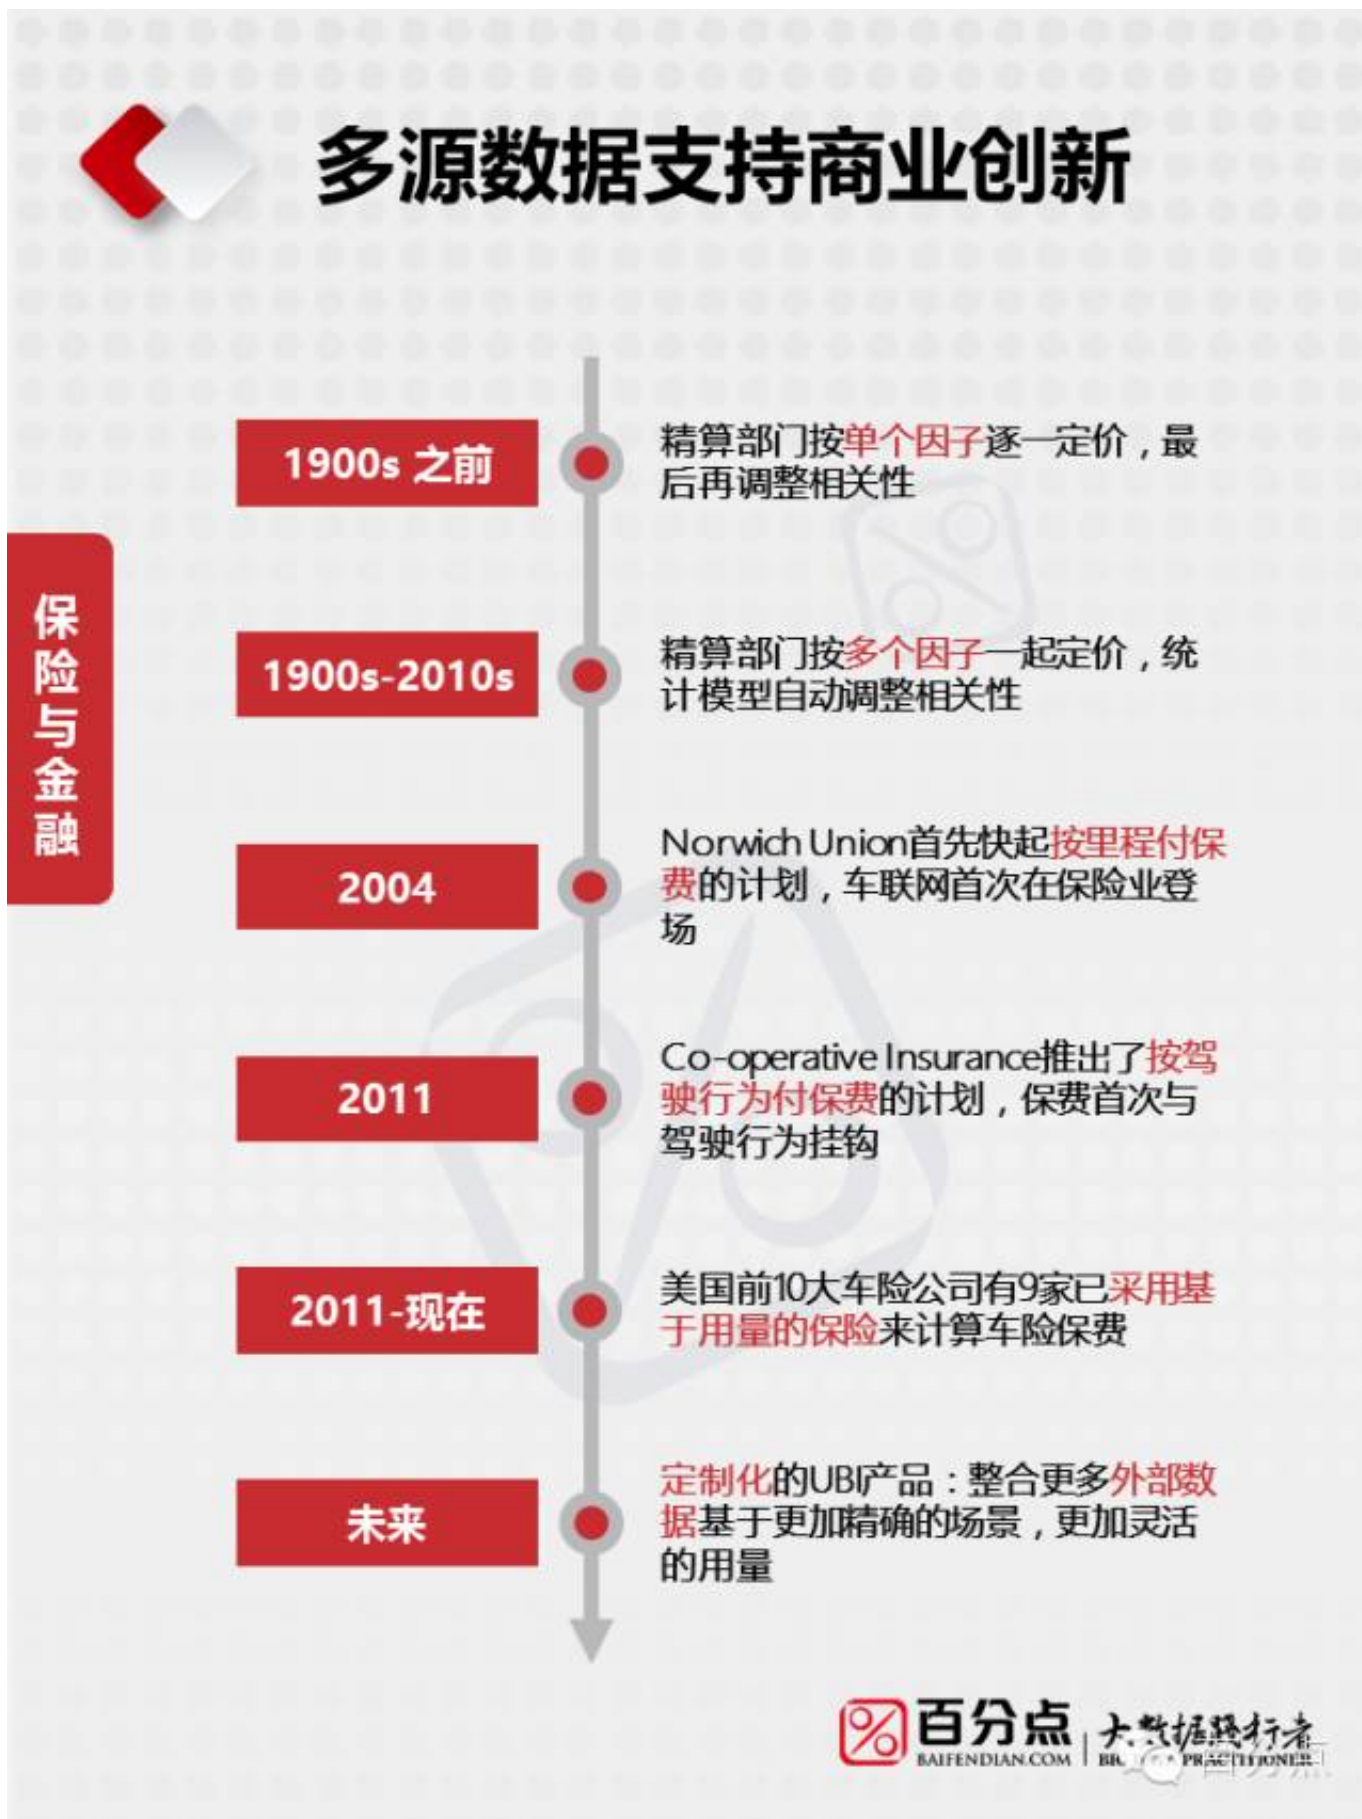 多源数据支持商业创新
保险与金融
1900s 之前
精算部门按单个因子逐一定价，最
后再调整相关性
1900s-2010s
精算部门按多个因子一起定价，统
计模型自动调整相关性
2004
Norwich Union首先快起按里程付保
费的计划，车联网首次在保险业登
场
2011
Co-operative Insurance推出了按驾
驶行为付保费的计划，保费首次与
驾驶行为挂钩
2011-现在
美国前10大车险公司有9家已采用基
于用量的保险来计算车险保费
未来
定制化的UBI产品：整合更多外部数
据基于更加精确的场景，更加灵活
的用量
百分点
BAIFENDIAN.COM
大数据践行者
百分点